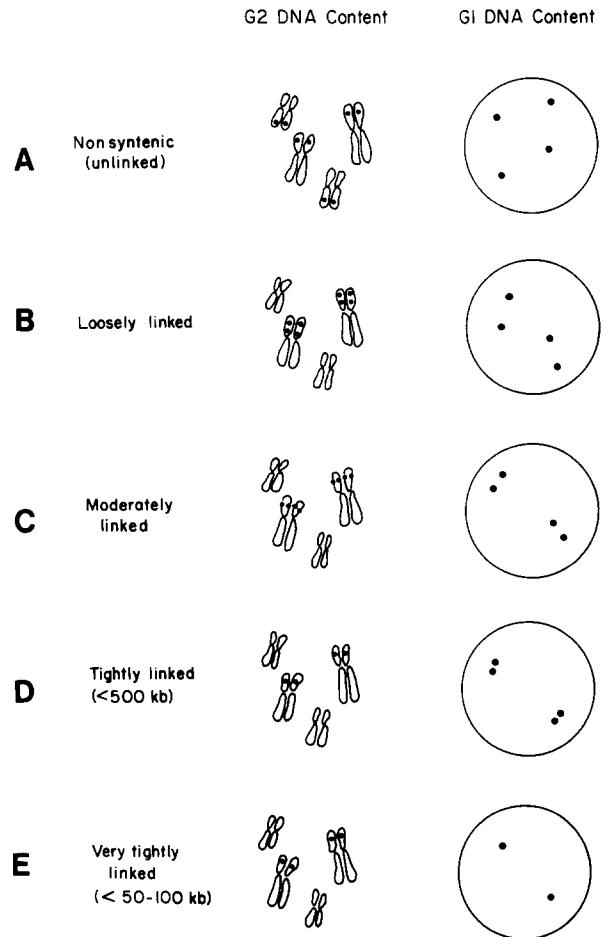 G2 DNA Content
G1 DNA Content
A
Non syntenic
(unlinked)
B
Loosely linked
C
Moderately
linked
D
Tightly linked
(<500 kb)
E
Very tightly
linked
(< 50-100 kb)